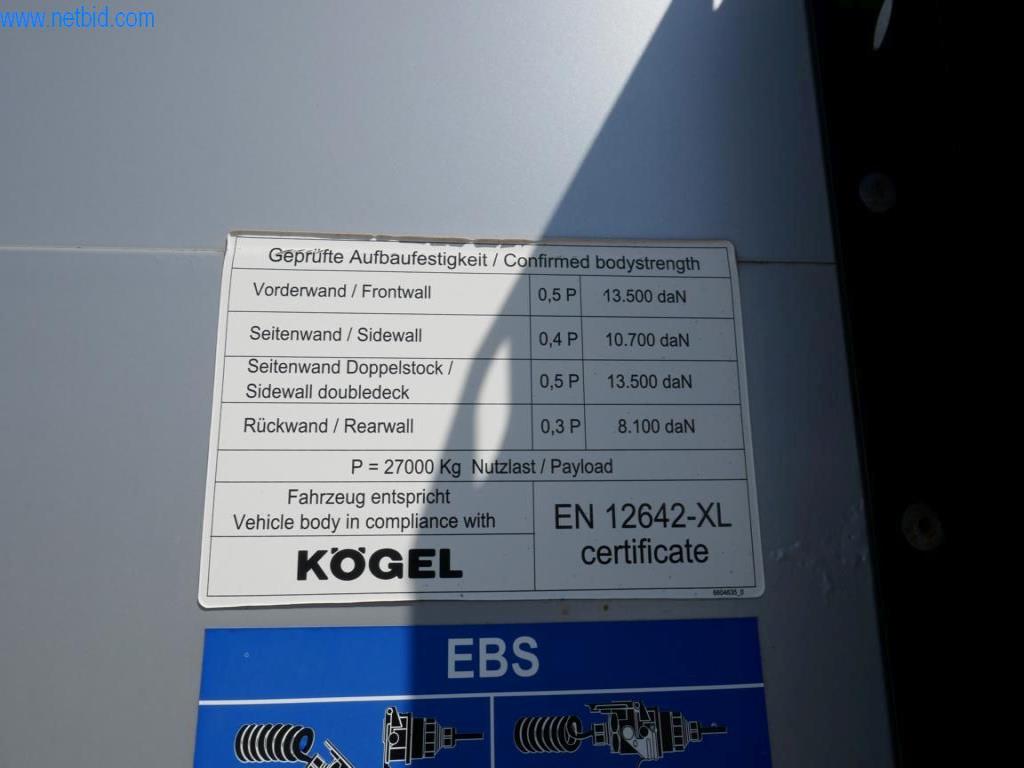 www.netbid.com
Geprüfte Aufbaufestigkeit / Confirmed bodystrength
Vorderwand / Frontwall 0,5 P 13.500 daN
Seitenwand / Sidewall 0,4 P 10.700 daN
Seitenwand Doppelstock /
Sidewall doubledeck 0,5 P 13.500 daN
Rückwand / Rearwall 0,3 P 8.100 daN
P = 27000 Kg Nutzlast / Payload
Fahrzeug entspricht
Vehicle body in compliance with
KÖGEL
EN 12642-XL
certificate
6604635_0
EBS